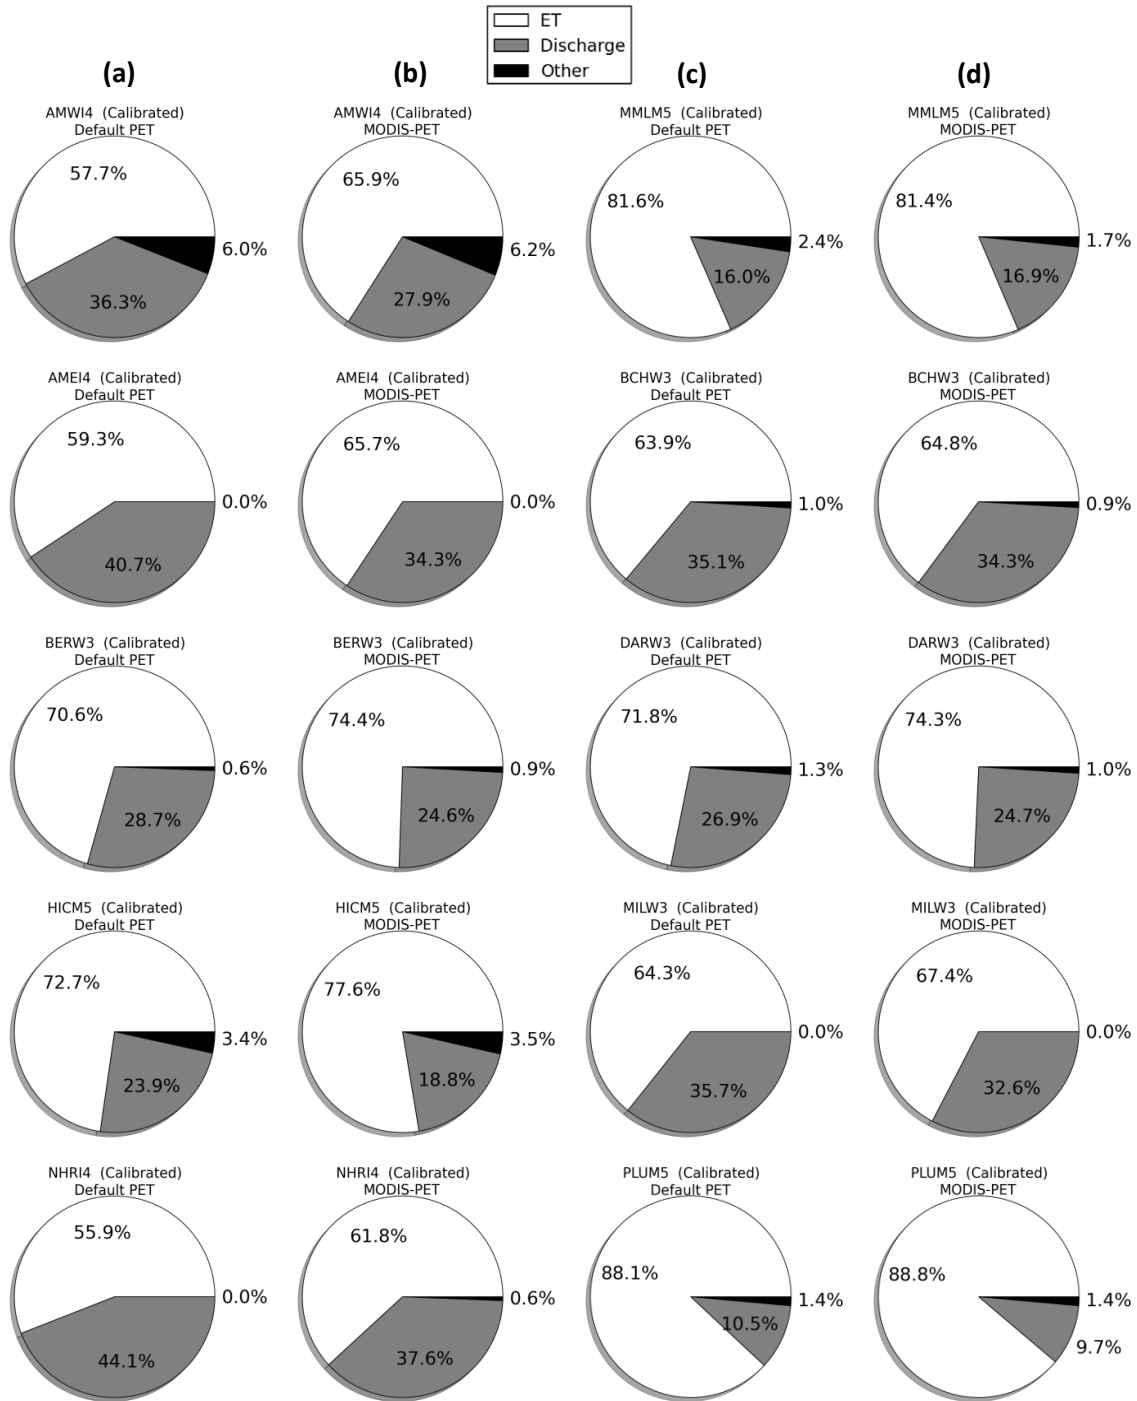 ET
Discharge
Other
(a)
(b)
(c)
(d)
AMWI4 (Calibrated)
Default PET
57.7%
6.0%
36.3%
AMWI4 (Calibrated)
MODIS-PET
65.9%
6.2%
27.9%
MMLM5 (Calibrated)
Default PET
81.6%
2.4%
16.0%
MMLM5 (Calibrated)
MODIS-PET
81.4%
1.7%
16.9%
AMEI4 (Calibrated)
Default PET
59.3%
0.0%
40.7%
AMEI4 (Calibrated)
MODIS-PET
65.7%
0.0%
34.3%
BCHW3 (Calibrated)
Default PET
63.9%
1.0%
35.1%
BCHW3 (Calibrated)
MODIS-PET
64.8%
0.9%
34.3%
BERW3 (Calibrated)
Default PET
70.6%
0.6%
28.7%
BERW3 (Calibrated)
MODIS-PET
74.4%
0.9%
24.6%
DARW3 (Calibrated)
Default PET
71.8%
1.3%
26.9%
DARW3 (Calibrated)
MODIS-PET
74.3%
1.0%
24.7%
HICM5 (Calibrated)
Default PET
72.7%
3.4%
23.9%
HICM5 (Calibrated)
MODIS-PET
77.6%
3.5%
18.8%
MILW3 (Calibrated)
Default PET
64.3%
0.0%
35.7%
MILW3 (Calibrated)
MODIS-PET
67.4%
0.0%
32.6%
NHRI4 (Calibrated)
Default PET
55.9%
0.0%
44.1%
NHRI4 (Calibrated)
MODIS-PET
61.8%
0.6%
37.6%
PLUM5 (Calibrated)
Default PET
88.1%
1.4%
10.5%
PLUM5 (Calibrated)
MODIS-PET
88.8%
1.4%
9.7%